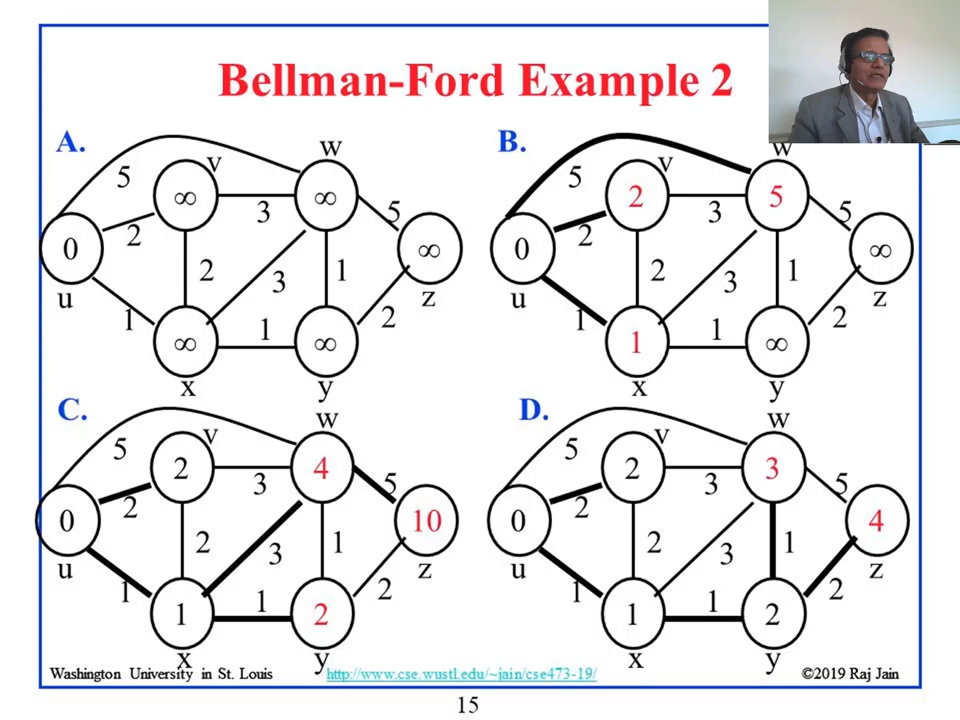 Bellman-Ford Example 2
A.
w
v
5
∞
3
∞
5
0
2
∞
u
2
3
1
z
1
∞
1
∞
2
x
y
B.
w
v
5
2
3
5
5
0
2
∞
u
2
3
1
z
1
1
1
∞
2
x
y
C.
w
v
5
2
3
4
5
0
2
10
u
2
3
1
z
1
1
1
2
2
x
y
D.
w
v
5
2
3
3
5
0
2
4
u
2
3
1
z
1
1
1
2
2
x
y
Washington University in St. Louis
http://www.cse.wustl.edu/~jain/cse473-19/
©2019 Raj Jain
15